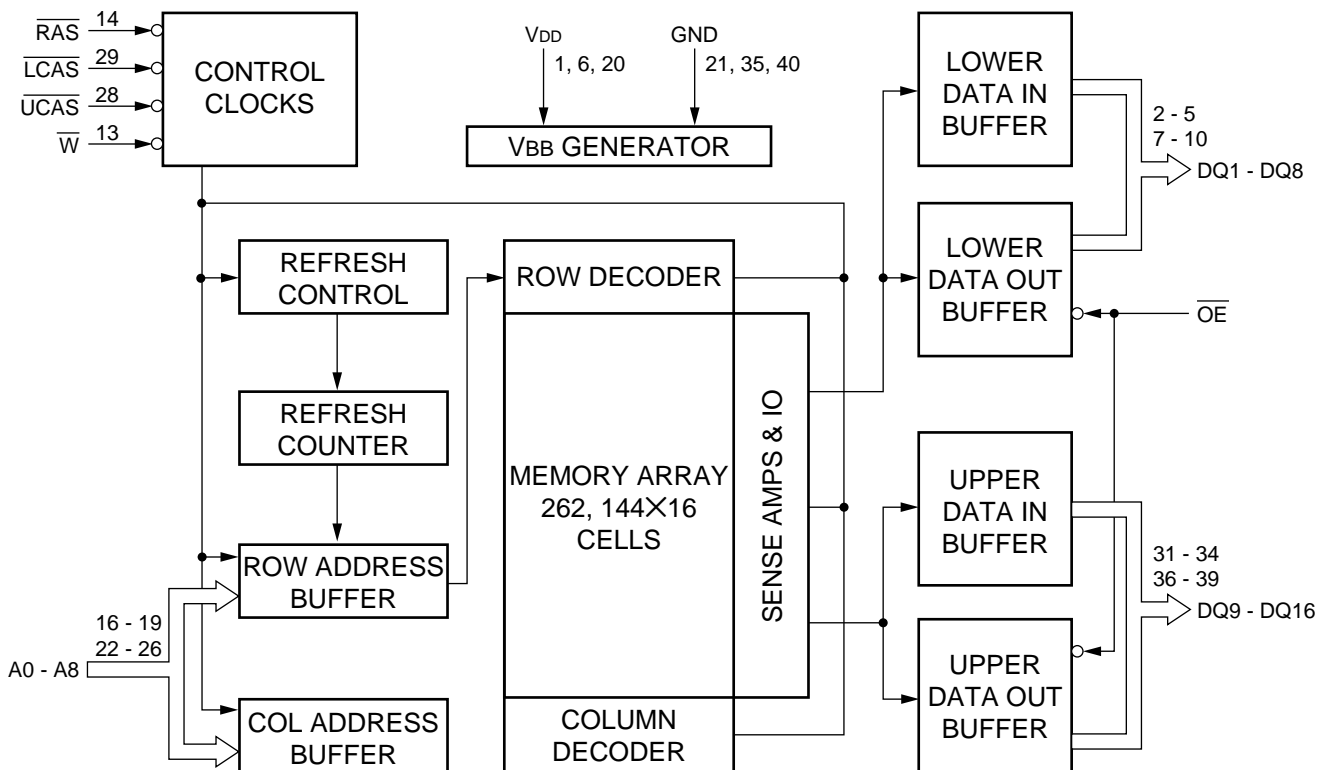 RAS 14
LCAS 29
UCAS 28
W 13
CONTROL
CLOCKS
VDD
1, 6, 20
GND
21, 35, 40
VBB GENERATOR
LOWER
DATA IN
BUFFER
2 - 5
7 - 10
DQ1 - DQ8
LOWER
DATA OUT
BUFFER
OE
REFRESH
CONTROL
ROW DECODER
REFRESH
COUNTER
MEMORY ARRAY
262, 144×16
CELLS
SENSE AMPS & IO
UPPER
DATA IN
BUFFER
31 - 34
36 - 39
DQ9 - DQ16
ROW ADDRESS
BUFFER
16 - 19
22 - 26
A0 - A8
UPPER
DATA OUT
BUFFER
COL ADDRESS
BUFFER
COLUMN
DECODER